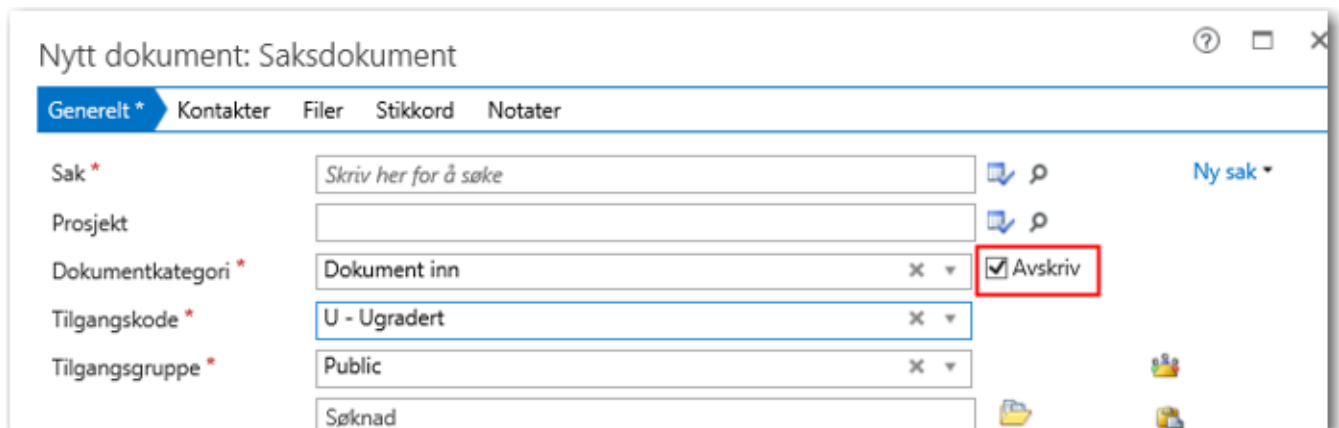 Nytt dokument: Saksdokument
Generelt * Kontakter Filer Stikkord Notater
Sak * Skriv her for å søke Ny sak
Prosjekt
Dokumentkategori * Dokument inn Avskriv
Tilgangskode * U - Ugradert
Tilgangsgruppe * Public
Søknad